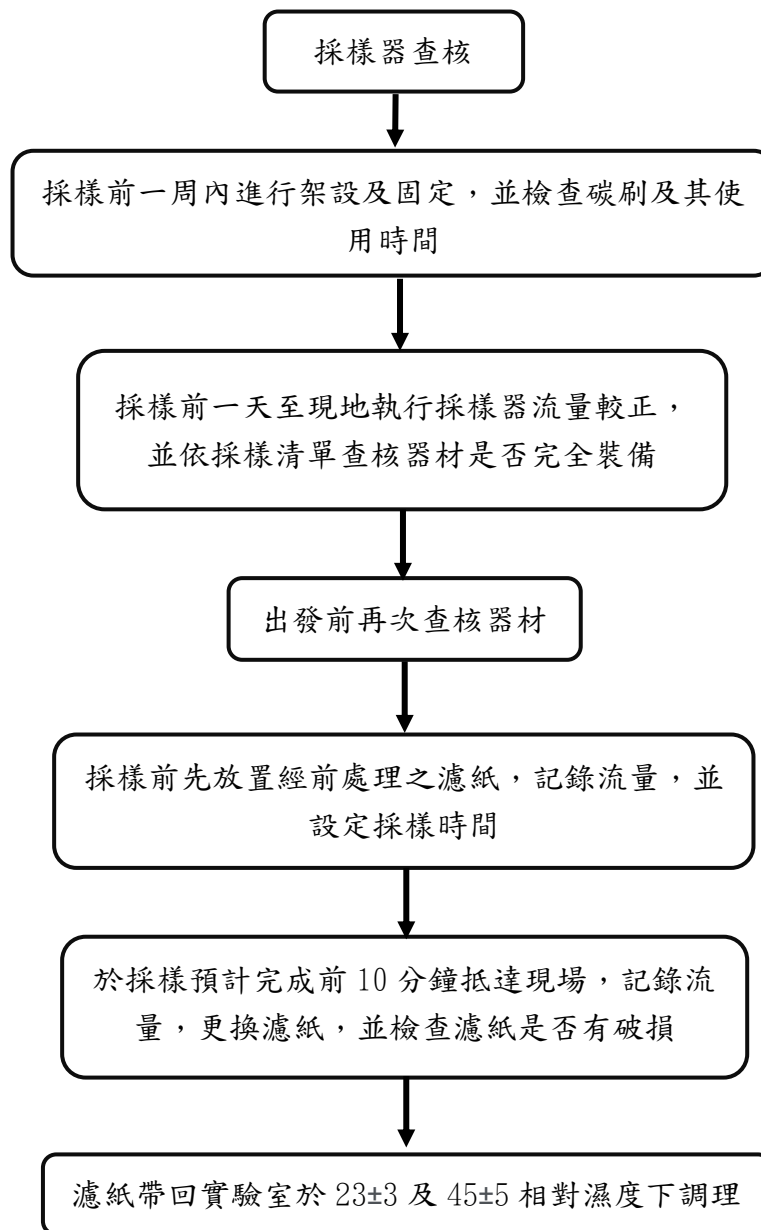 採樣器查核
採樣前一周內進行架設及固定，並檢查碳刷及其使
用時間
採樣前一天至現地執行採樣器流量較正，
並依採樣清單查核器材是否完全裝備
出發前再次查核器材
採樣前先放置經前處理之濾紙，記錄流量，並
設定採樣時間
於採樣預計完成前 10 分鐘抵達現場，記錄流
量，更換濾紙，並檢查濾紙是否有破損
濾紙帶回實驗室於 23±3 及 45±5 相對濕度下調理